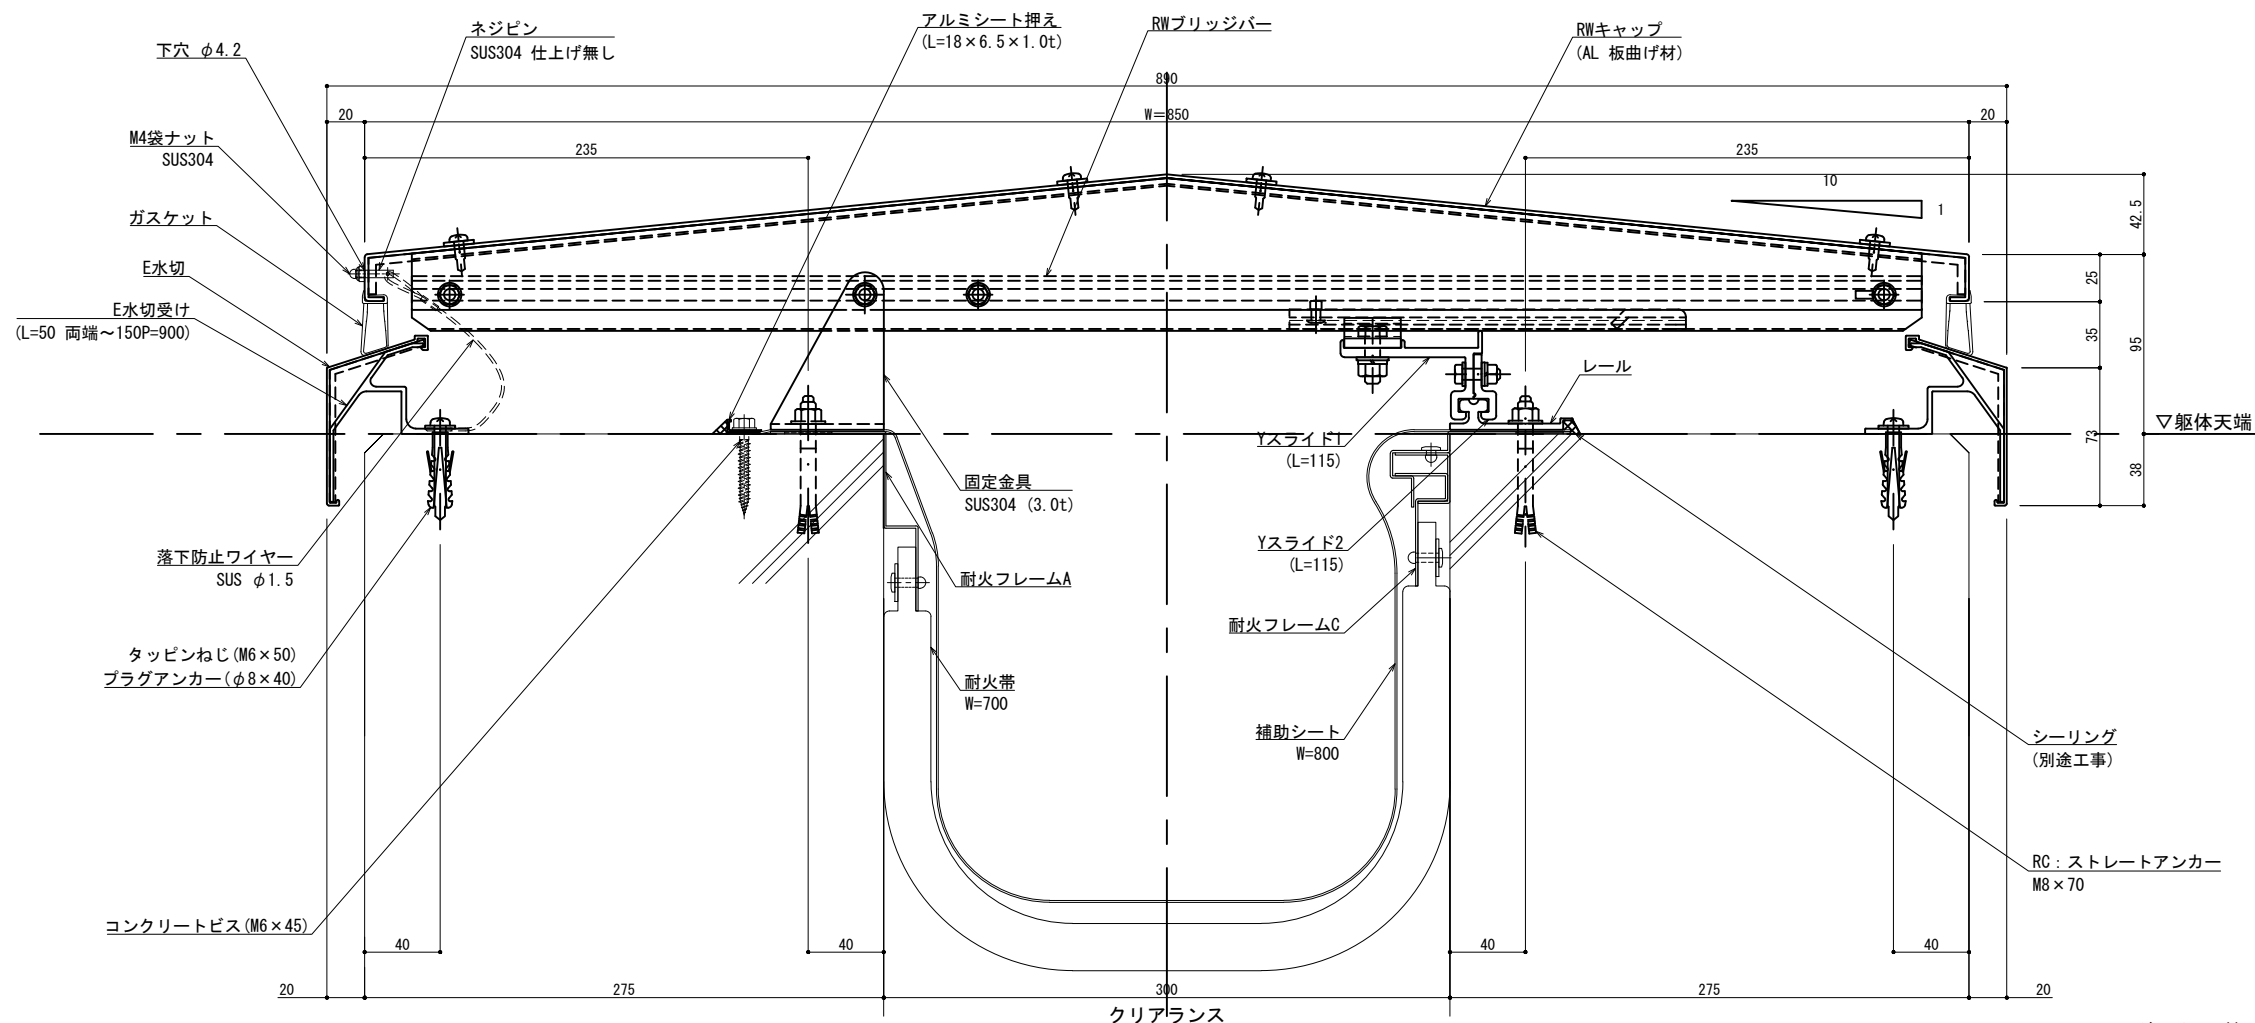 ネジピン
SUS304 仕上げ無し
アルミシート押え
(L=18×6.5×1.0t)
RWブリッジバー
RWキャップ
(AL 板曲げ材)
下穴 φ4.2
890
20
W=850
20
M4袋ナット
SUS304
235
235
10
1
42.5
ガスケット
E水切
25
E水切受け
(L=50 両端～150P=900)
35
95
レール
▽躯体天端
Yスライド1
(L=115)
73
38
固定金具
SUS304 (3.0t)
Yスライド2
(L=115)
落下防止ワイヤー
SUS φ1.5
耐火フレームA
耐火フレームC
タッピンねじ(M6×50)
プラグアンカー(φ8×40)
耐火帯
W=700
補助シート
W=800
シーリング
(別途工事)
RC：ストレートアンカー
M8×70
コンクリートビス(M6×45)
40
40
40
40
20
275
300
275
20
クリアランス